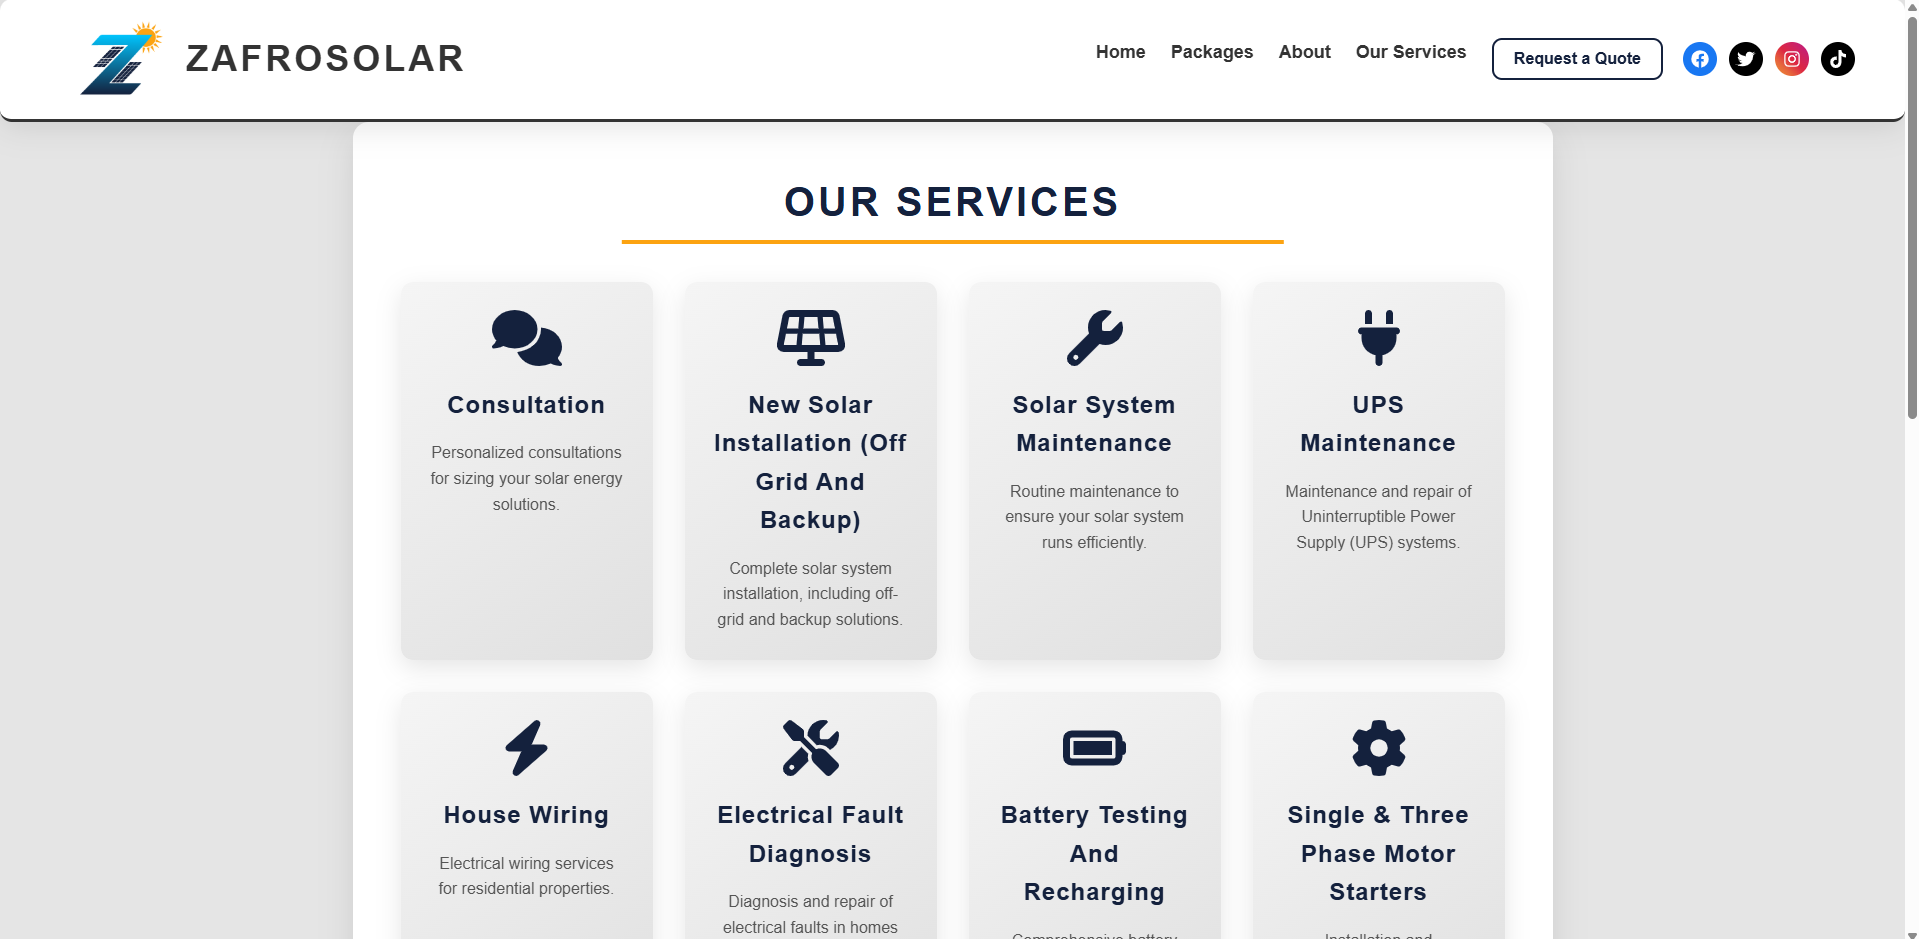 ZAFROSOLAR
Home
Packages
About
Our Services
Request a Quote
OUR SERVICES
Consultation
Personalized consultations
for sizing your solar energy
solutions.
New Solar
Installation (Off
Grid And
Backup)
Complete solar system
installation, including off-
grid and backup solutions.
Solar System
Maintenance
Routine maintenance to
ensure your solar system
runs efficiently.
UPS
Maintenance
Maintenance and repair of
Uninterruptible Power
Supply (UPS) systems.
House Wiring
Electrical wiring services
for residential properties.
Electrical Fault
Diagnosis
Diagnosis and repair of
electrical faults in homes
Battery Testing
And
Recharging
Comprehensive battery
Single & Three
Phase Motor
Starters
Installation and